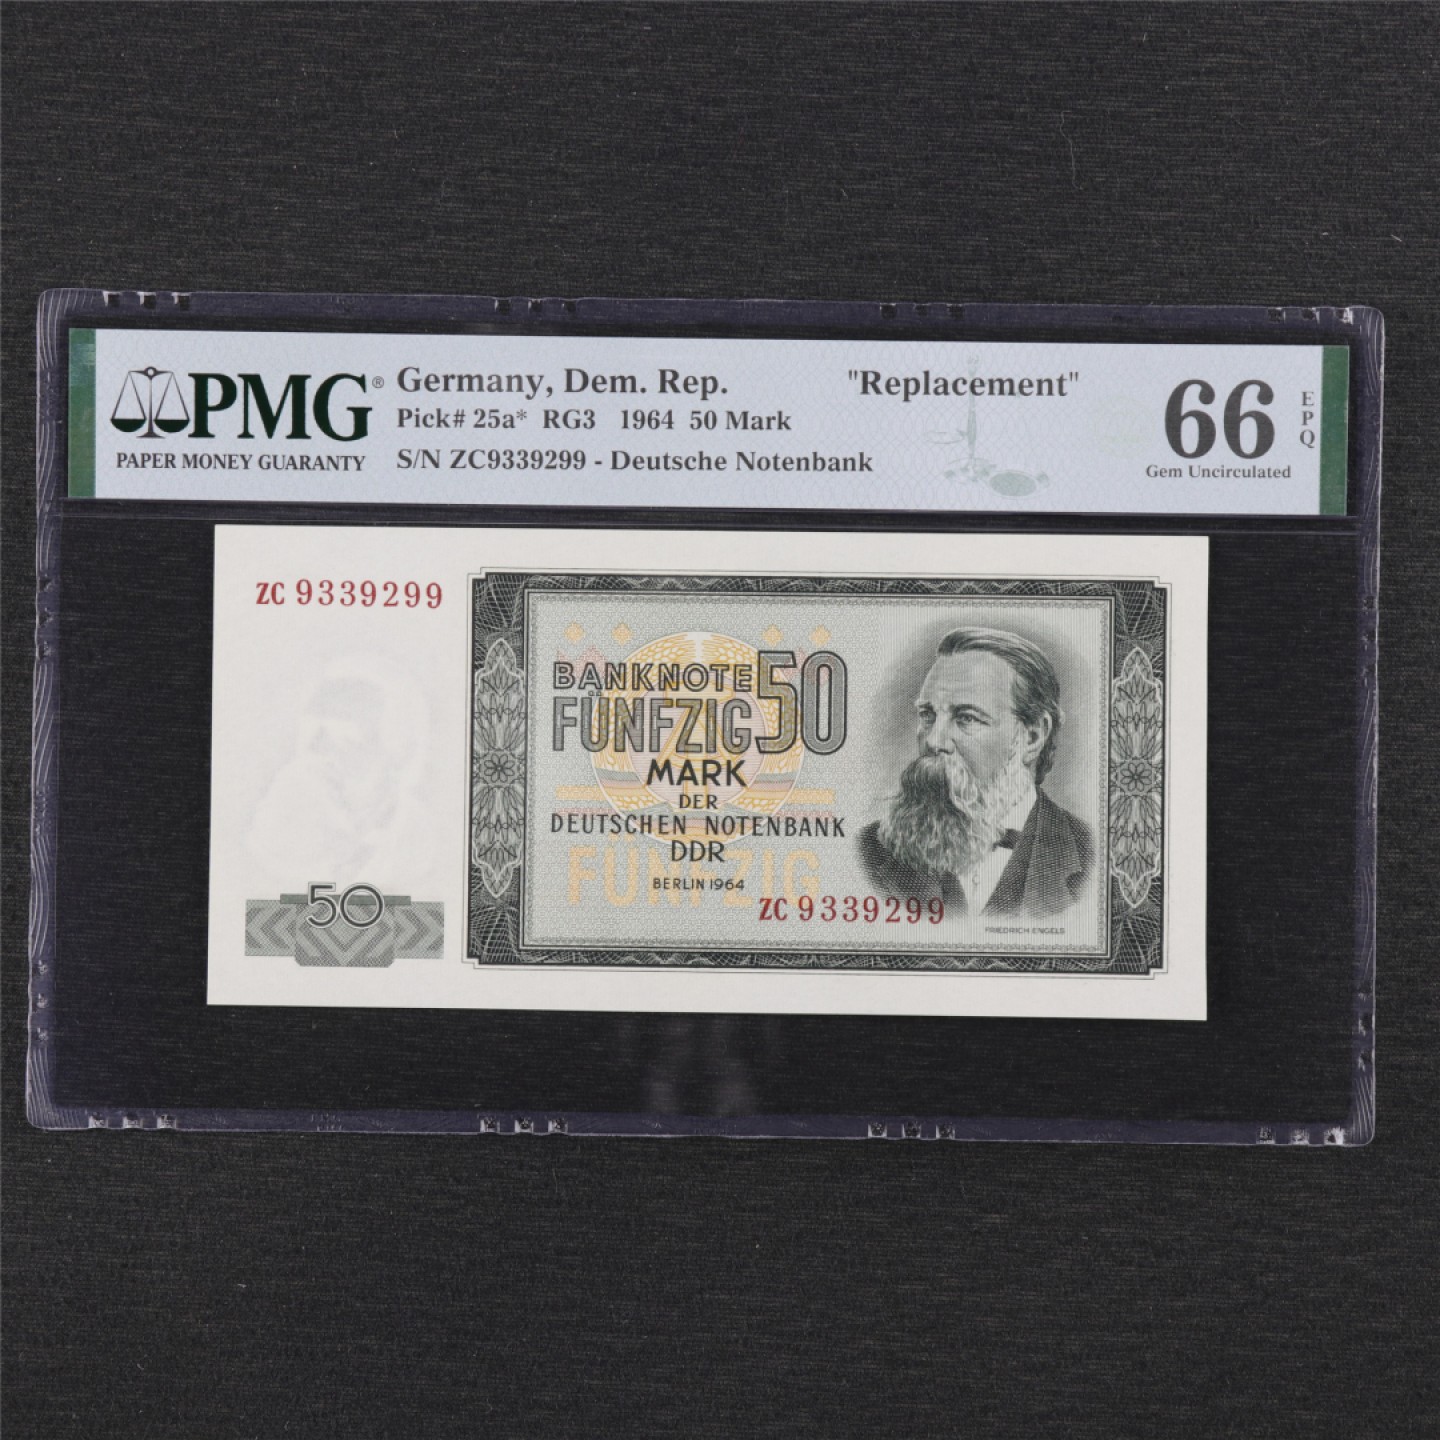 PMG®
PAPER MONEY GUARANTY
Germany, Dem. Rep. "Replacement"
Pick# 25a* RG3 1964 50 Mark
S/N ZC9339299 - Deutsche Notenbank
66 EPQ
Gem Uncirculated
ZC 9339299
BANKNOTE 50
FÜNFZIG
MARK
DER
DEUTSCHEN NOTENBANK
DDR
BERLIN 1964
FÜNFZIG
ZC 9339299
FRIEDRICH ENGELS
50